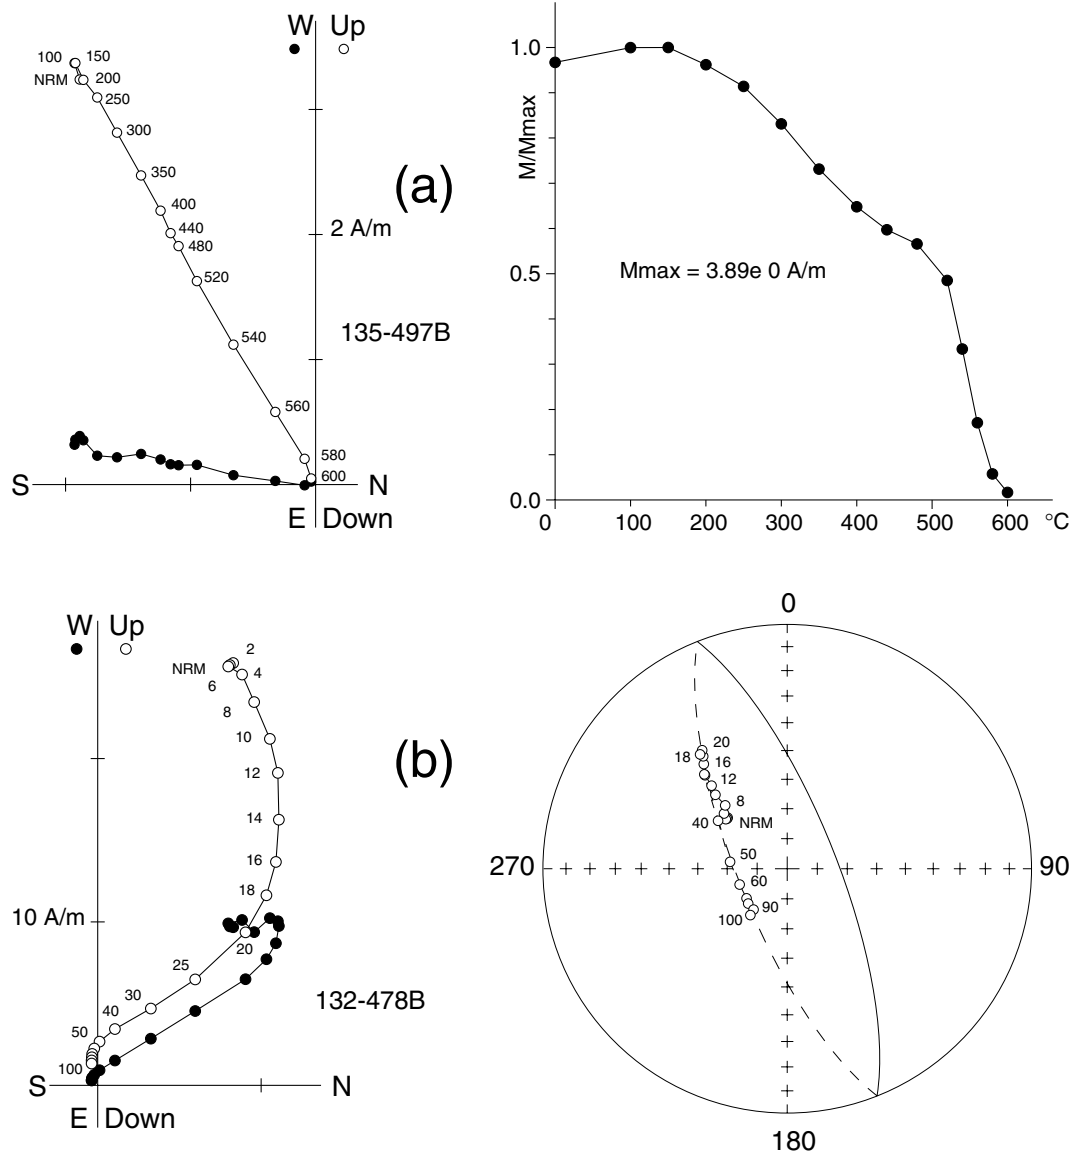 W Up
100 150
NRM 200
250
300
350
400
440
480
520
540
560
580
600
2 A/m
135-497B
S N
E Down
(a)
M/Mmax
1.0
0.5
0.0
Mmax = 3.89e 0 A/m
0 100 200 300 400 500 600 °C
W Up
NRM 2
4
6
8
10
12
14
16
18
20
25
30
40
50
100
10 A/m
132-478B
S N
E Down
(b)
0
90
180
270
18 20
16
12
8
40 NRM
50
60
90
100